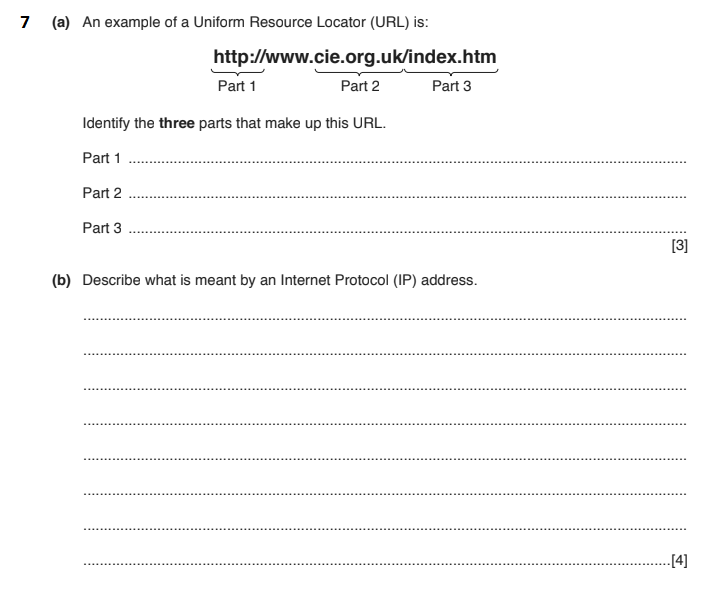 7 (a) An example of a Uniform Resource Locator (URL) is:
http://www.cie.org.uk/index.htm
Part 1 Part 2 Part 3
Identify the three parts that make up this URL.
Part 1 ........................................................................
Part 2 ........................................................................
Part 3 ........................................................................
[3]
(b) Describe what is meant by an Internet Protocol (IP) address.
........................................................................
........................................................................
........................................................................
........................................................................
........................................................................
........................................................................
........................................................................
........................................................................[4]